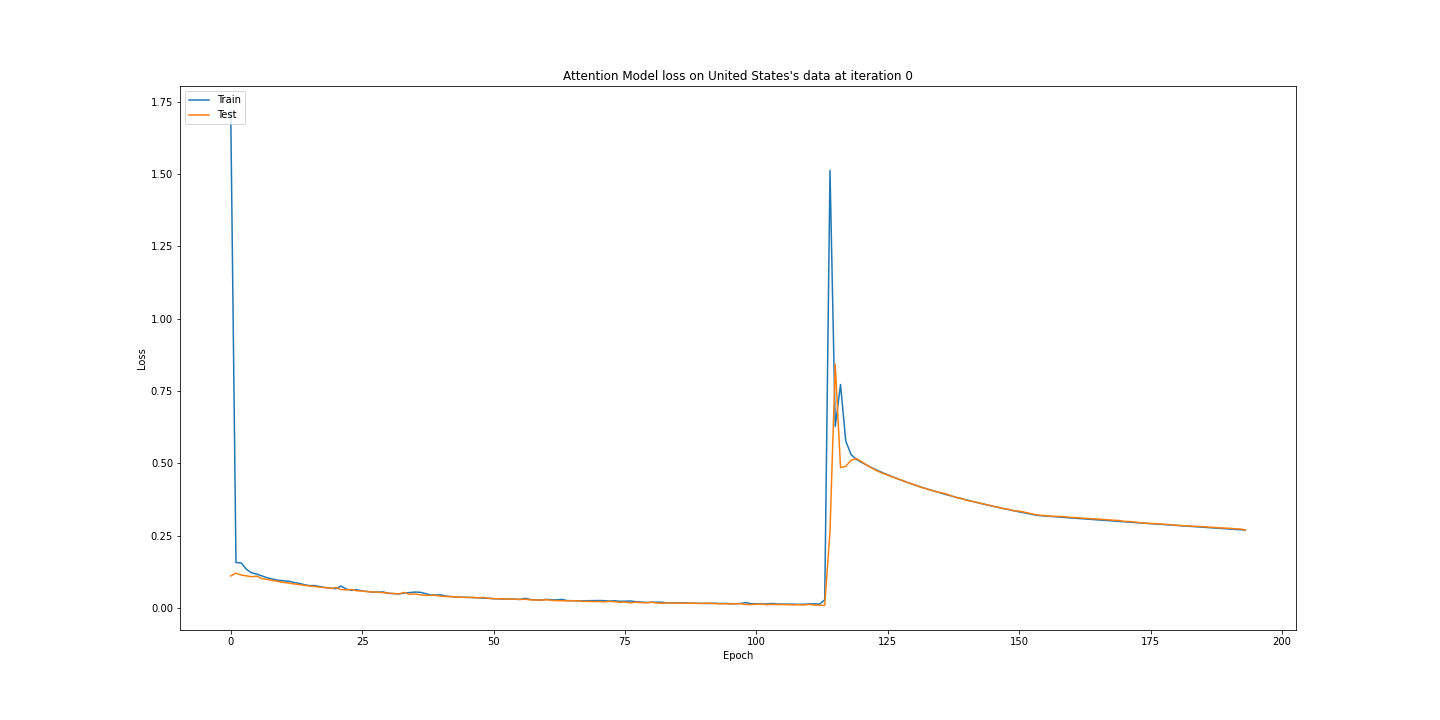 Attention Model loss on United States's data at iteration 0
Train
Test
1.75
1.50
1.25
1.00
0.75
0.50
0.25
0.00
Loss
0 25 50 75 100 125 150 175 200
Epoch